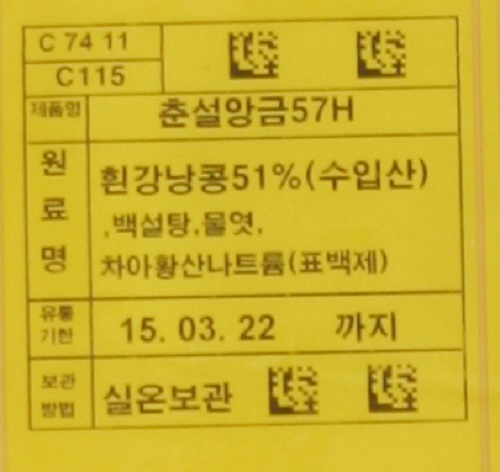 C 74 11
C115
제품명 춘설앙금57H
원료명 흰강낭콩51%(수입산)
,백설탕,물엿,
차아황산나트륨(표백제)
유통기한 15. 03. 22 까지
보관방법 실온보관